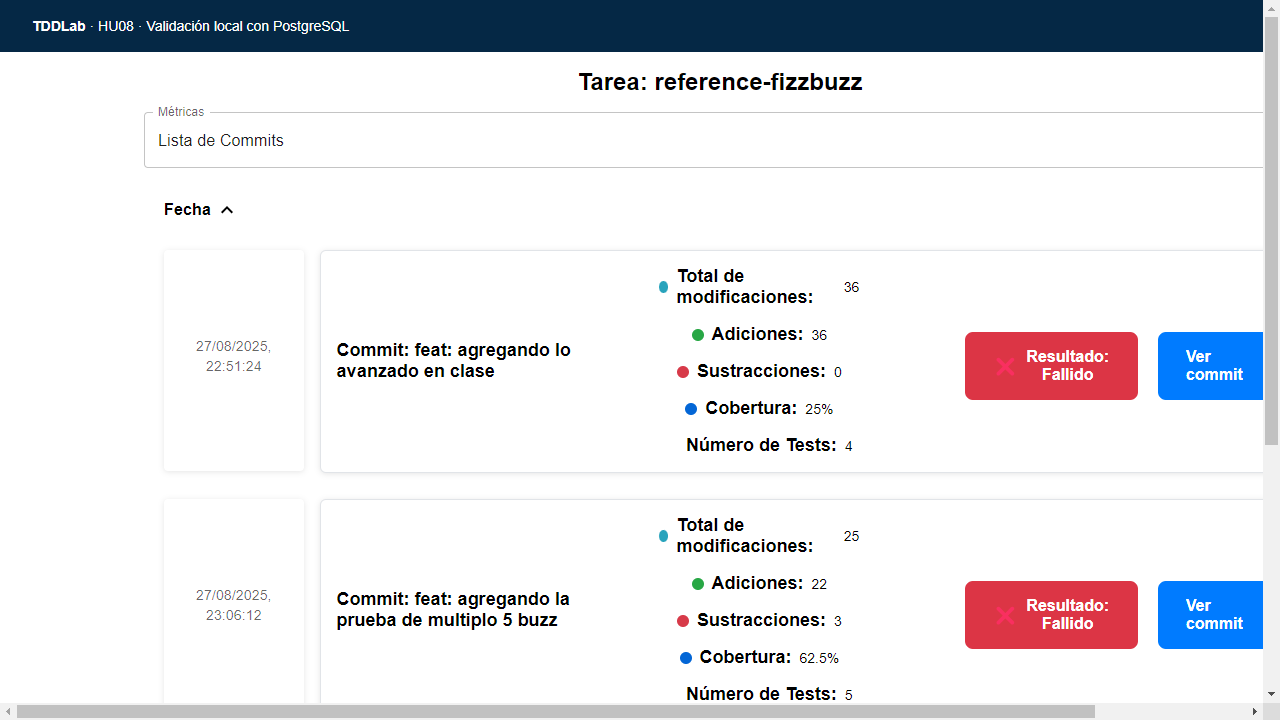 TDDLab · HU08 · Validación local con PostgreSQL
Tarea: reference-fizzbuzz
Métricas
Lista de Commits
Fecha
27/08/2025,
22:51:24
Commit: feat: agregando lo
avanzado en clase
Total de
modificaciones:
36
Adiciones: 36
Sustracciones: 0
Cobertura: 25%
Número de Tests: 4
Resultado:
Fallido
Ver
commit
27/08/2025,
23:06:12
Commit: feat: agregando la
prueba de multiplo 5 buzz
Total de
modificaciones:
25
Adiciones: 22
Sustracciones: 3
Cobertura: 62.5%
Número de Tests: 5
Resultado:
Fallido
Ver
commit